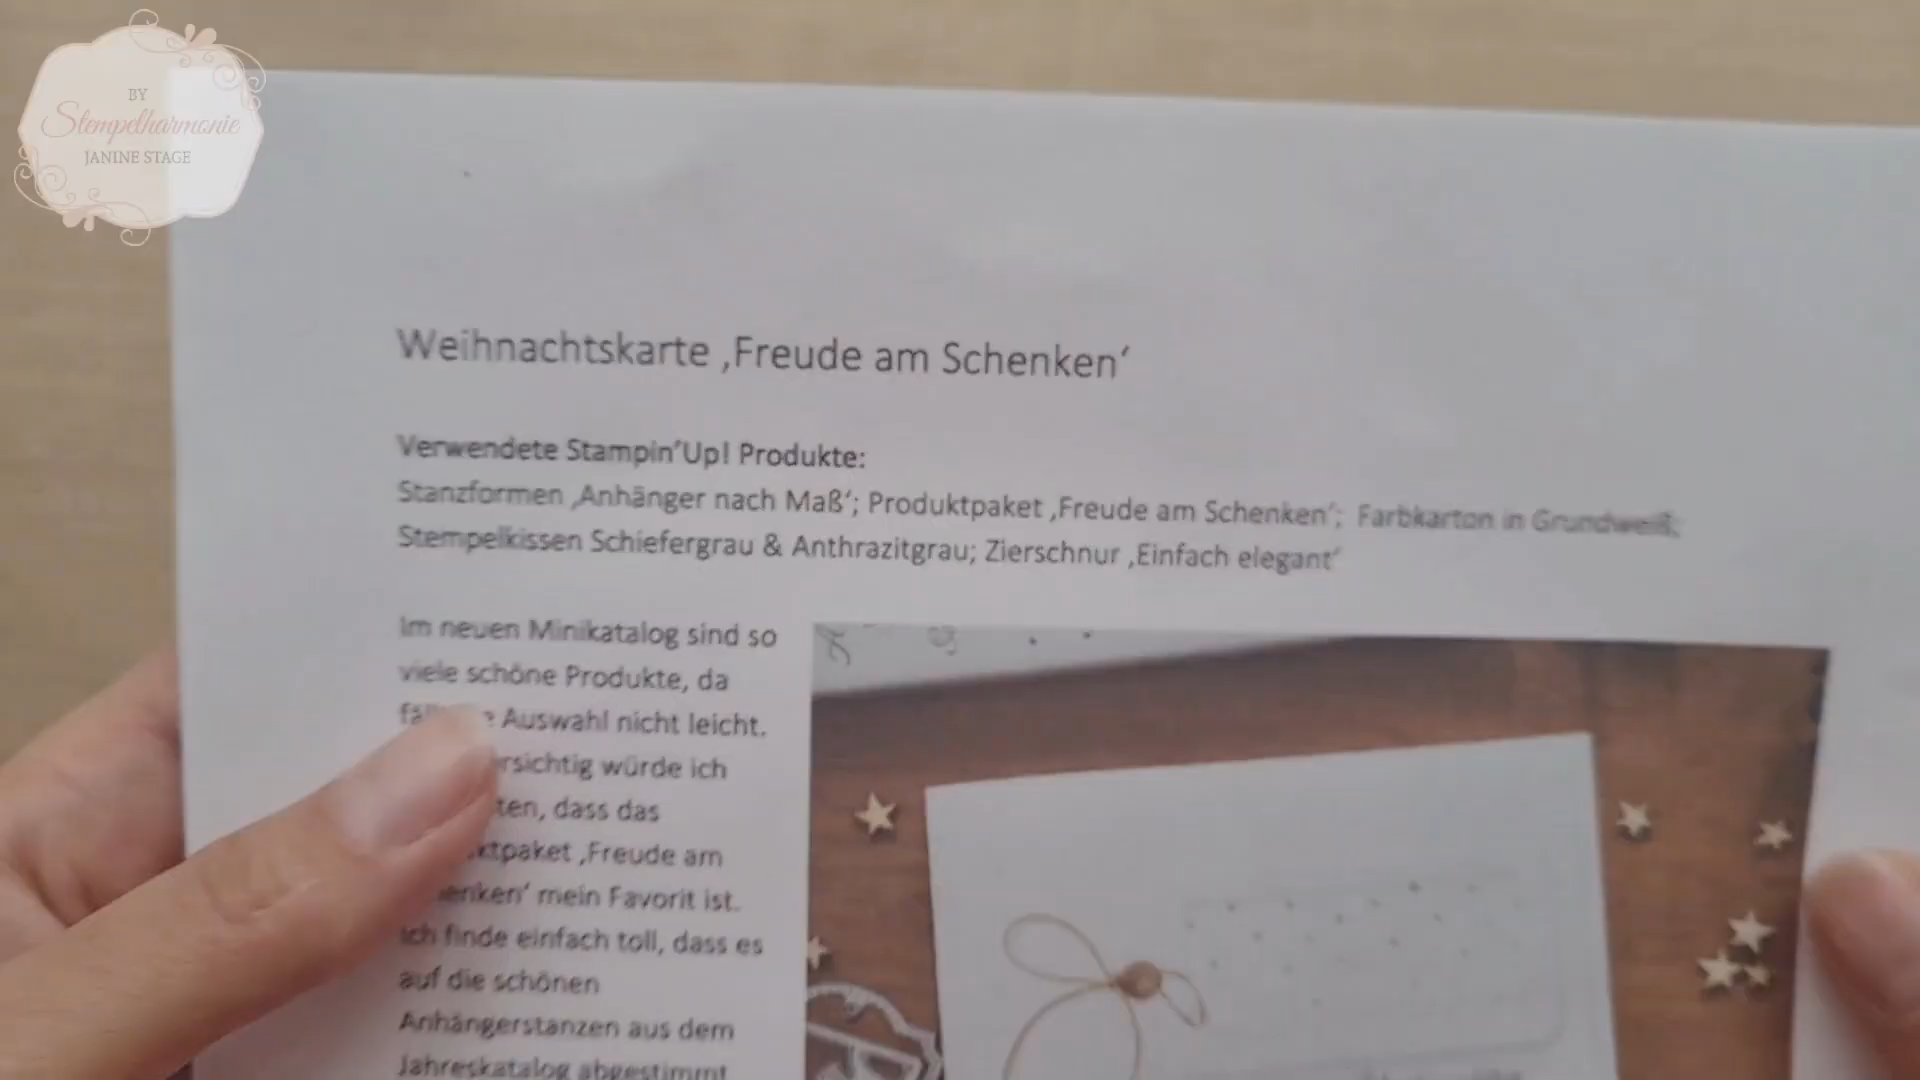 BY
Stempelharmonie
JANINE STAGE
Weihnachtskarte ‚Freude am Schenken‘
Verwendete Stampin’Up! Produkte:
Stanzformen ‚Anhänger nach Maß‘; Produktpaket ‚Freude am Schenken‘; Farbkarton in Grundweiß;
Stempelkissen Schiefergrau & Anthrazitgrau; Zierschnur ‚Einfach elegant‘
Im neuen Minikatalog sind so
viele schöne Produkte, da
Auswahl nicht leicht.
würde ich
dass das
‚Freude am
mein Favorit ist.
Ich finde einfach toll, dass es
auf die schönen
Anhängerstanzen aus dem
Jahreskatalog abgestimmt